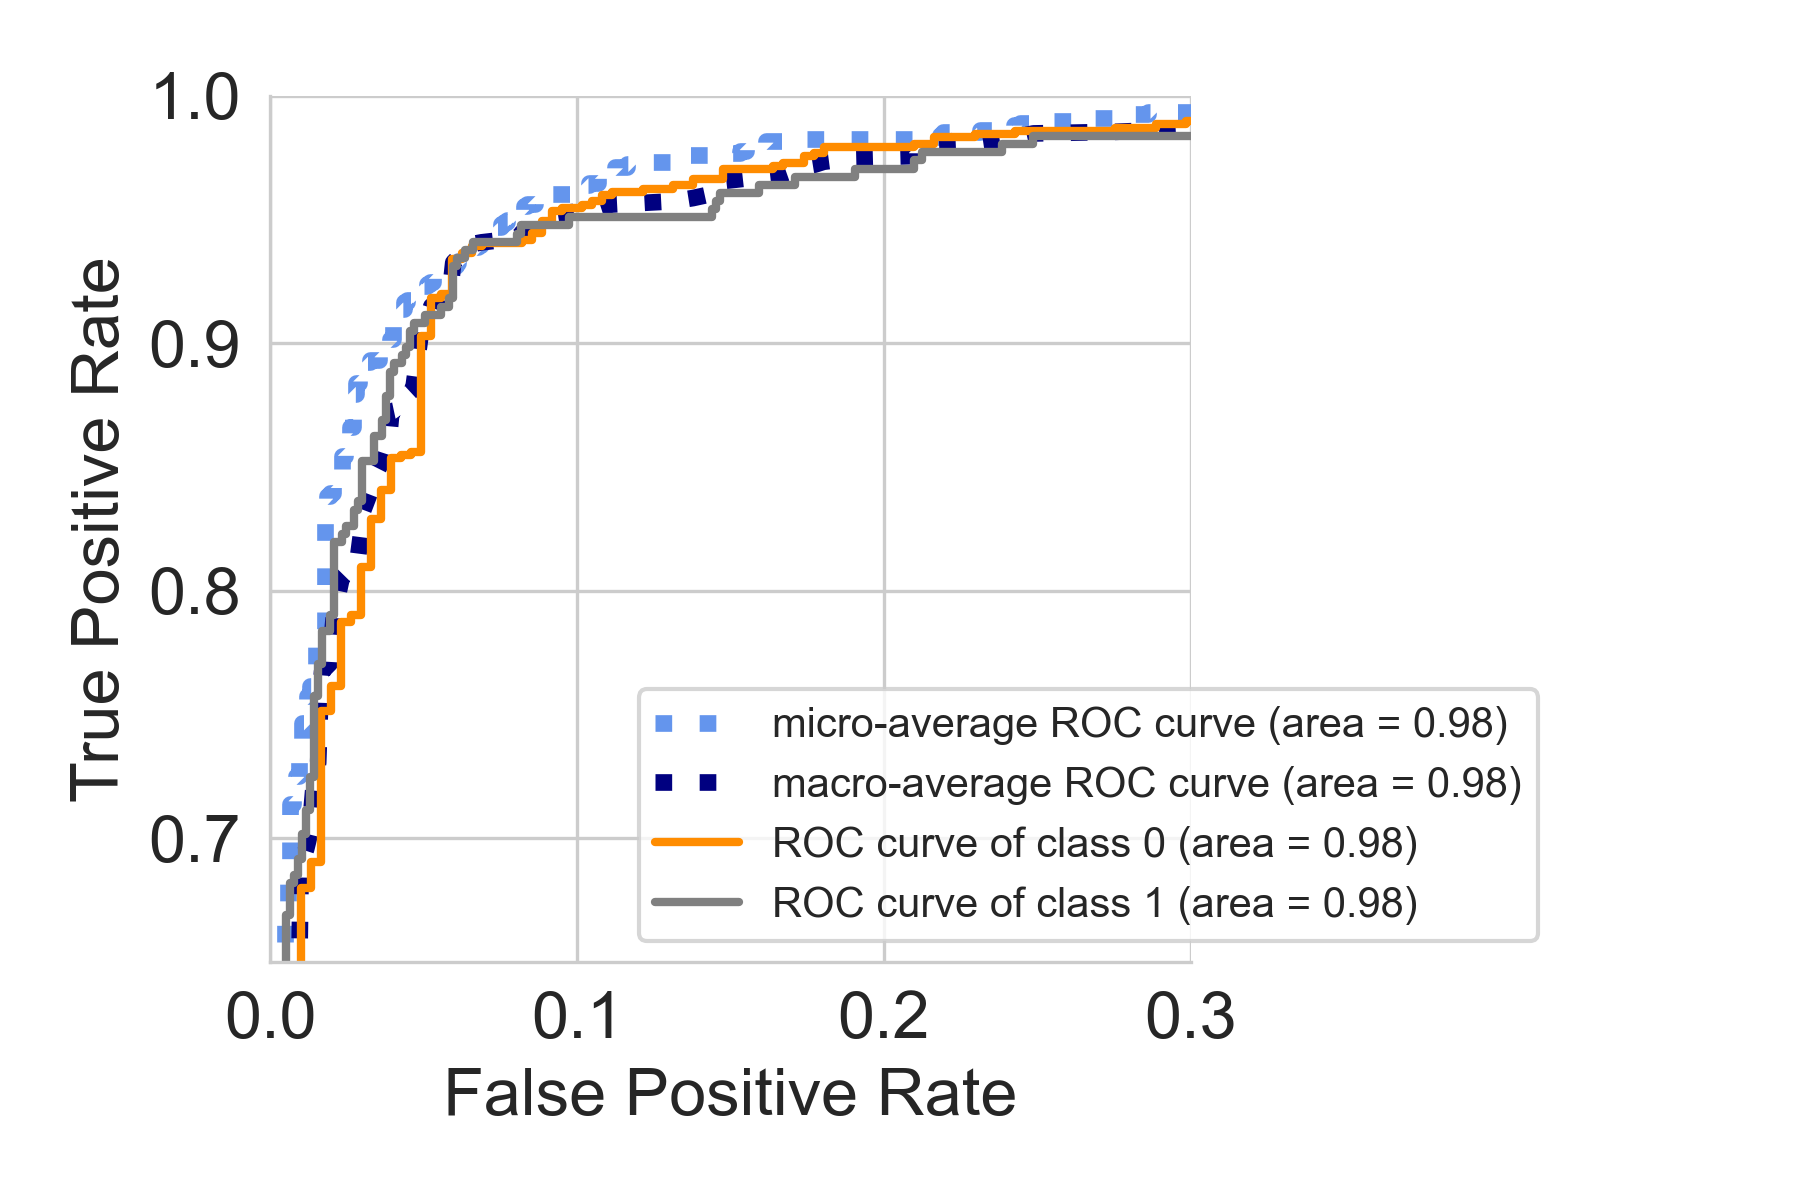 1.0
0.9
0.8
0.7
True Positive Rate
micro-average ROC curve (area = 0.98)
macro-average ROC curve (area = 0.98)
ROC curve of class 0 (area = 0.98)
ROC curve of class 1 (area = 0.98)
0.0 0.1 0.2 0.3
False Positive Rate